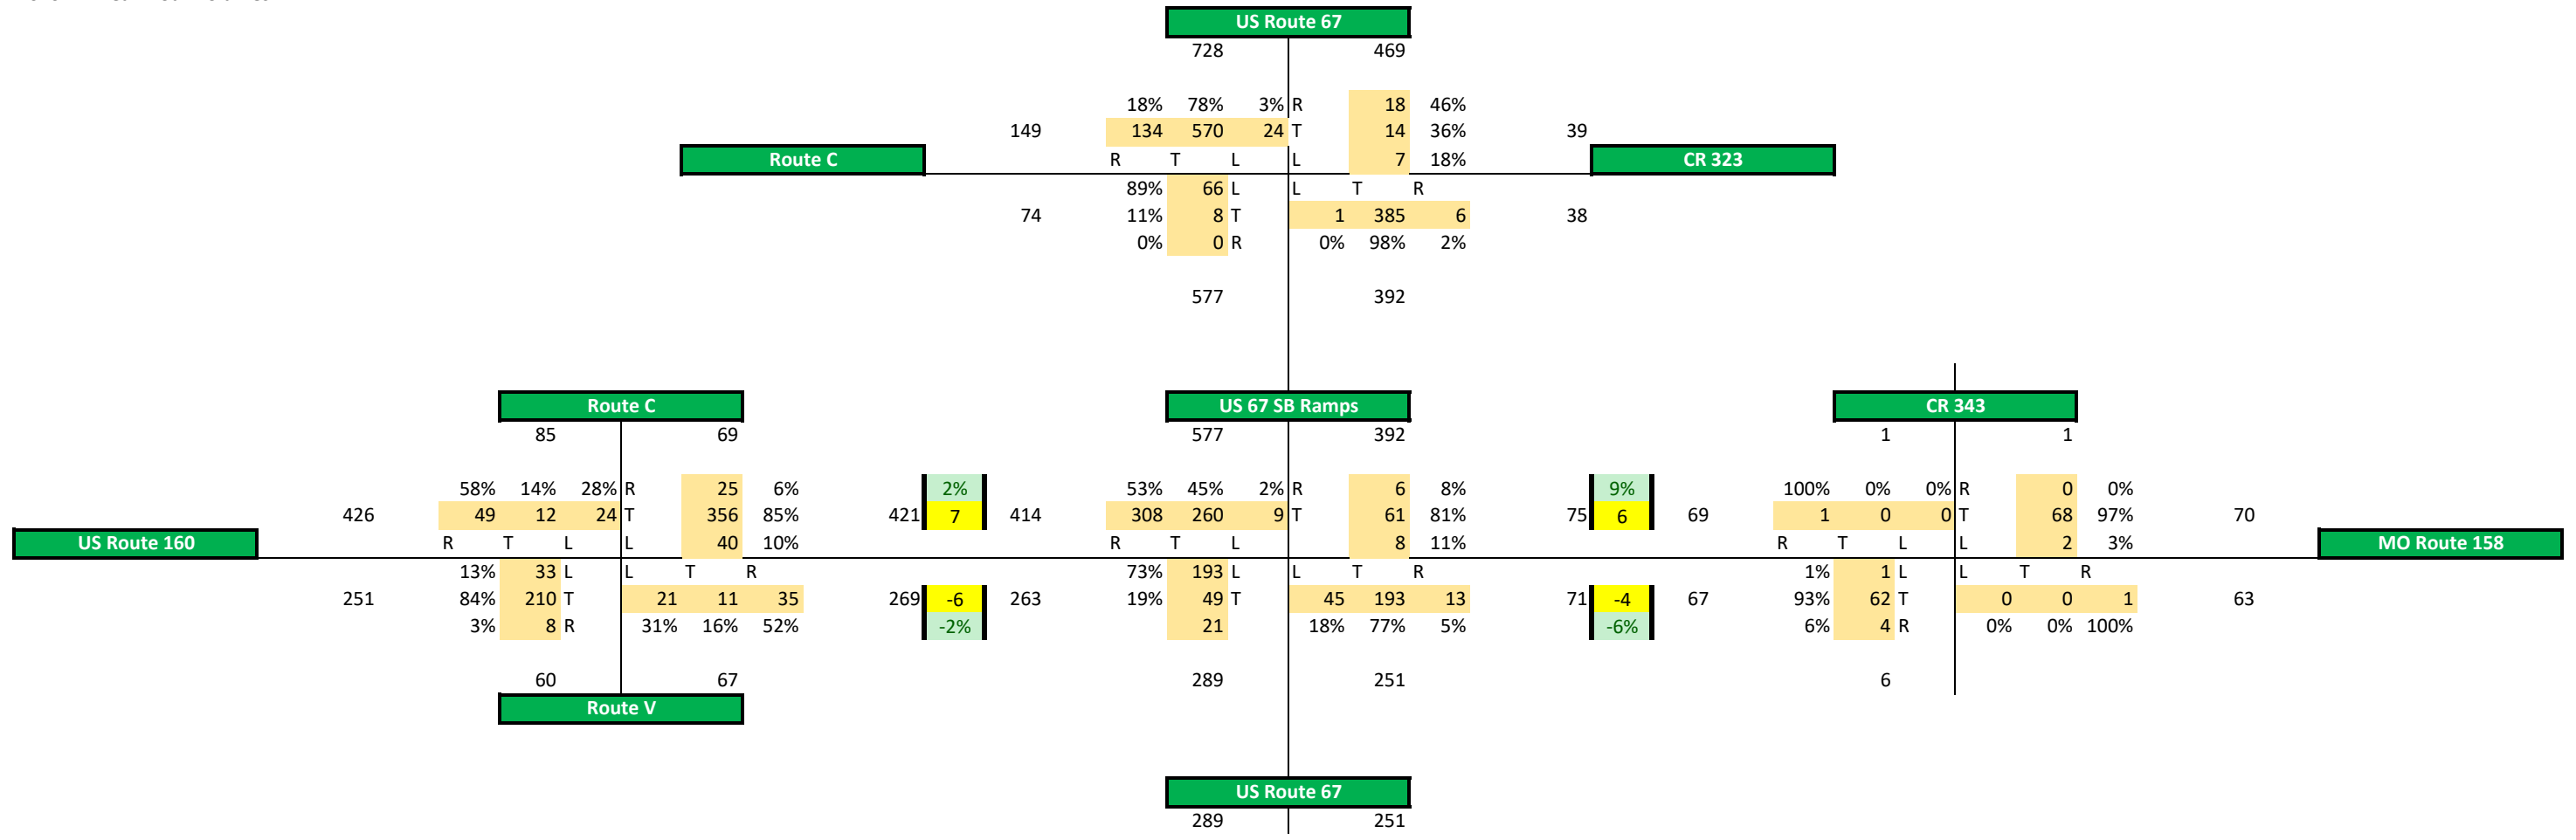 US Route 67
728 469
18% 78% 3% R 18 46%
149 134 570 24 T 14 36% 39
Route C R T L L 7 18% CR 323
89% 66 L L T R
74 11% 8 T 1 385 6 38
0% 0 R 0% 98% 2%
577 392
Route C US 67 SB Ramps CR 343
85 69 577 392 1 1
58% 14% 28% R 25 6% 2% 53% 45% 2% R 6 8% 9% 100% 0% 0% R 0 0%
426 49 12 24 T 356 85% 421 7 414 308 260 9 T 61 81% 75 6 69 1 0 0 T 68 97% 70
US Route 160 R T L L 40 10% R T L L 8 11% R T L L 2 3% MO Route 158
13% 33 L L T R 73% 193 L L T R 1% 1 L L T R
251 84% 210 T 21 11 35 269 -6 263 19% 49 T 45 193 13 71 -4 67 93% 62 T 0 0 1 63
3% 8 R 31% 16% 52% -2% 21 18% 77% 5% -6% 6% 4 R 0% 0% 100%
60 67 289 251 6
Route V
US Route 67
289 251